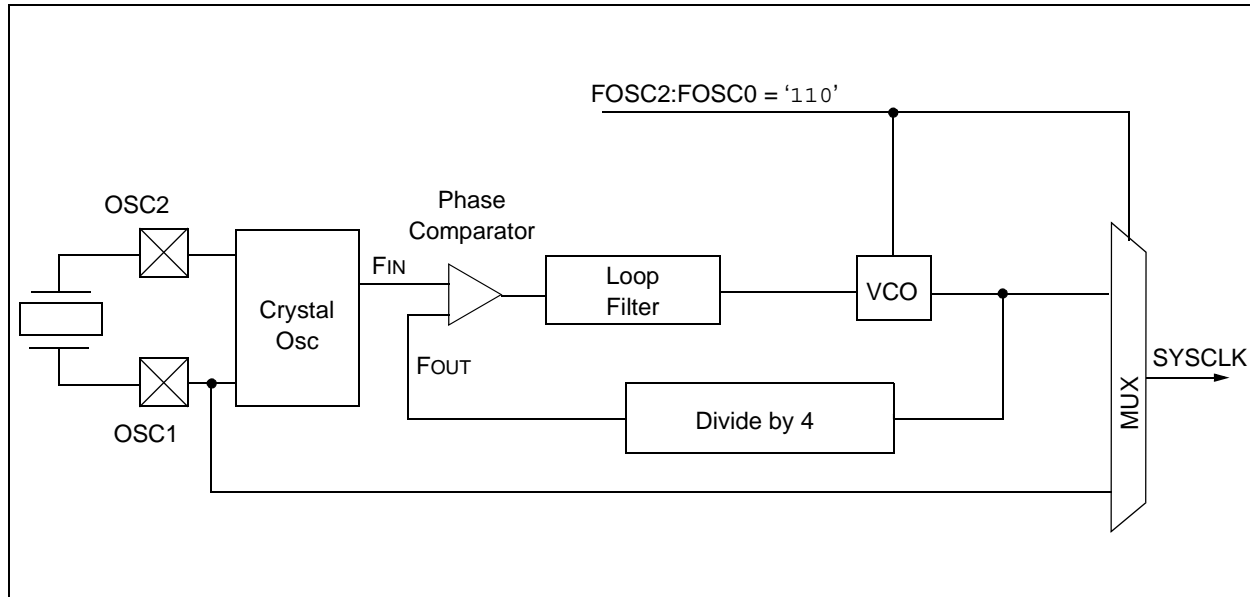 FOSC2:FOSC0 = ‘110’
OSC2
Phase
Comparator
FIN
Crystal
Osc
Loop
Filter
VCO
SYSCLK
FOUT
OSC1
Divide by 4
MUX